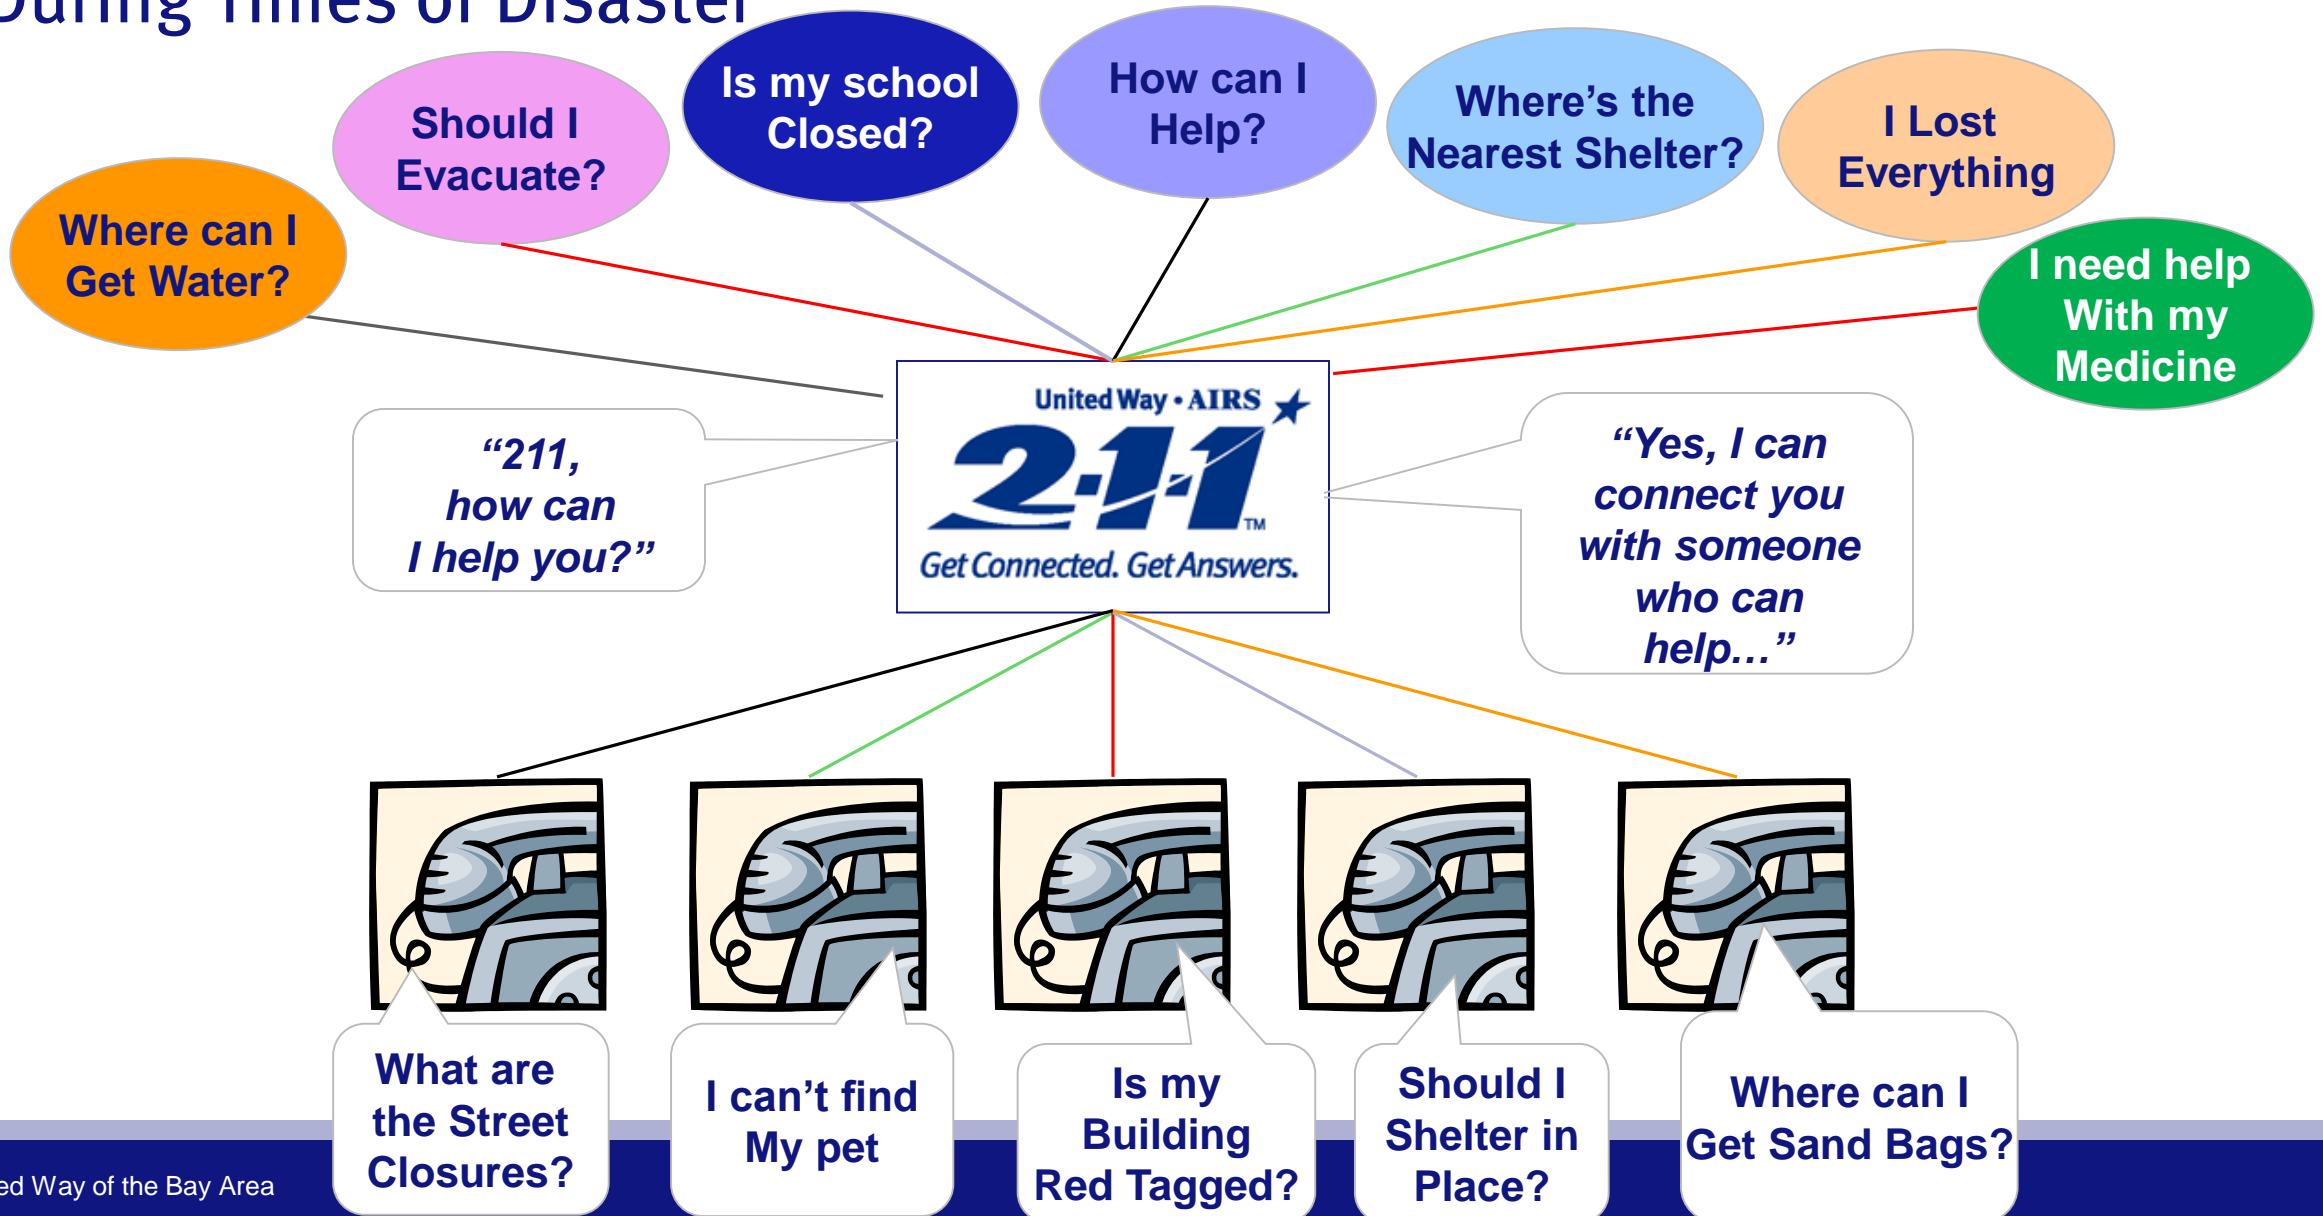 During Times of Disaster
Where can I
Get Water?
Should I
Evacuate?
Is my school
Closed?
How can I
Help?
Where’s the
Nearest Shelter?
I Lost
Everything
I need help
With my
Medicine
“211,
how can
I help you?”
United Way • AIRS
2-1-1
TM
Get Connected. Get Answers.
“Yes, I can
connect you
with someone
who can
help…”
What are
the Street
Closures?
I can’t find
My pet
Is my
Building
Red Tagged?
Should I
Shelter in
Place?
Where can I
Get Sand Bags?
ed Way of the Bay Area